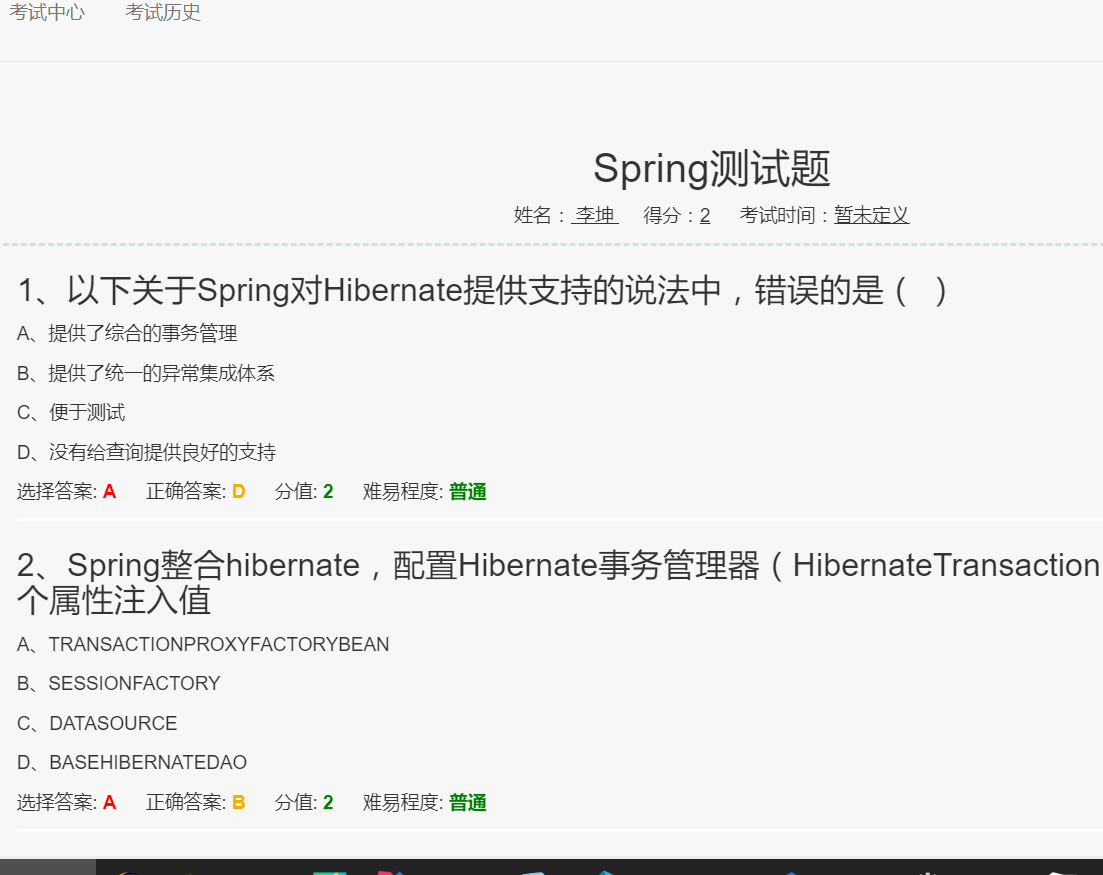 考试中心 考试历史
Spring测试题
姓名： 李坤 得分：2 考试时间：暂未定义
1、以下关于Spring对Hibernate提供支持的说法中，错误的是（ ）
A、提供了综合的事务管理
B、提供了统一的异常集成体系
C、便于测试
D、没有给查询提供良好的支持
选择答案: A 正确答案: D 分值: 2 难易程度: 普通
2、Spring整合hibernate，配置Hibernate事务管理器（HibernateTransaction
个属性注入值
A、TRANSACTIONPROXYFACTORYBEAN
B、SESSIONFACTORY
C、DATASOURCE
D、BASEHIBERNATEDAO
选择答案: A 正确答案: B 分值: 2 难易程度: 普通